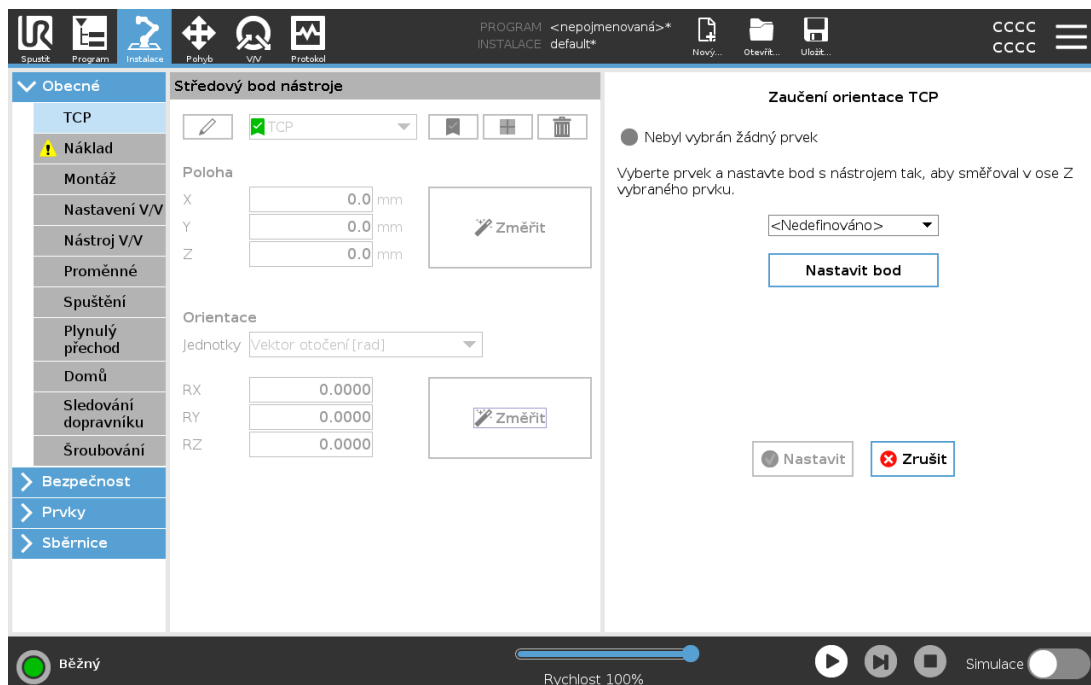 PROGRAM <nepojmenovaná>*
INSTALACE default*
CCCC
CCCC
Spustit Program Instalace Pohyb V/V Protokol Nový... Otevřít... Uložit...
Obecné
TCP
Náklad
Montáž
Nastavení V/V
Nástroj V/V
Proměnné
Spuštění
Plynulý
přechod
Domů
Sledování
dopravníku
Šroubování
Bezpečnost
Prvky
Sběrnice
Středový bod nástroje
TCP
Poloha
X 0.0 mm
Y 0.0 mm
Z 0.0 mm
Změřit
Orientace
Jednotky Vektor otočení [rad]
RX 0.0000
RY 0.0000
RZ 0.0000
Změřit
Zaučení orientace TCP
Nebyl vybrán žádný prvek
Vyberte prvek a nastavte bod s nástrojem tak, aby směřoval v ose Z
vybraného prvku.
<Nedefinováno>
Nastavit bod
Nastavit Zrušit
Běžný
Rychlost 100%
Simulace